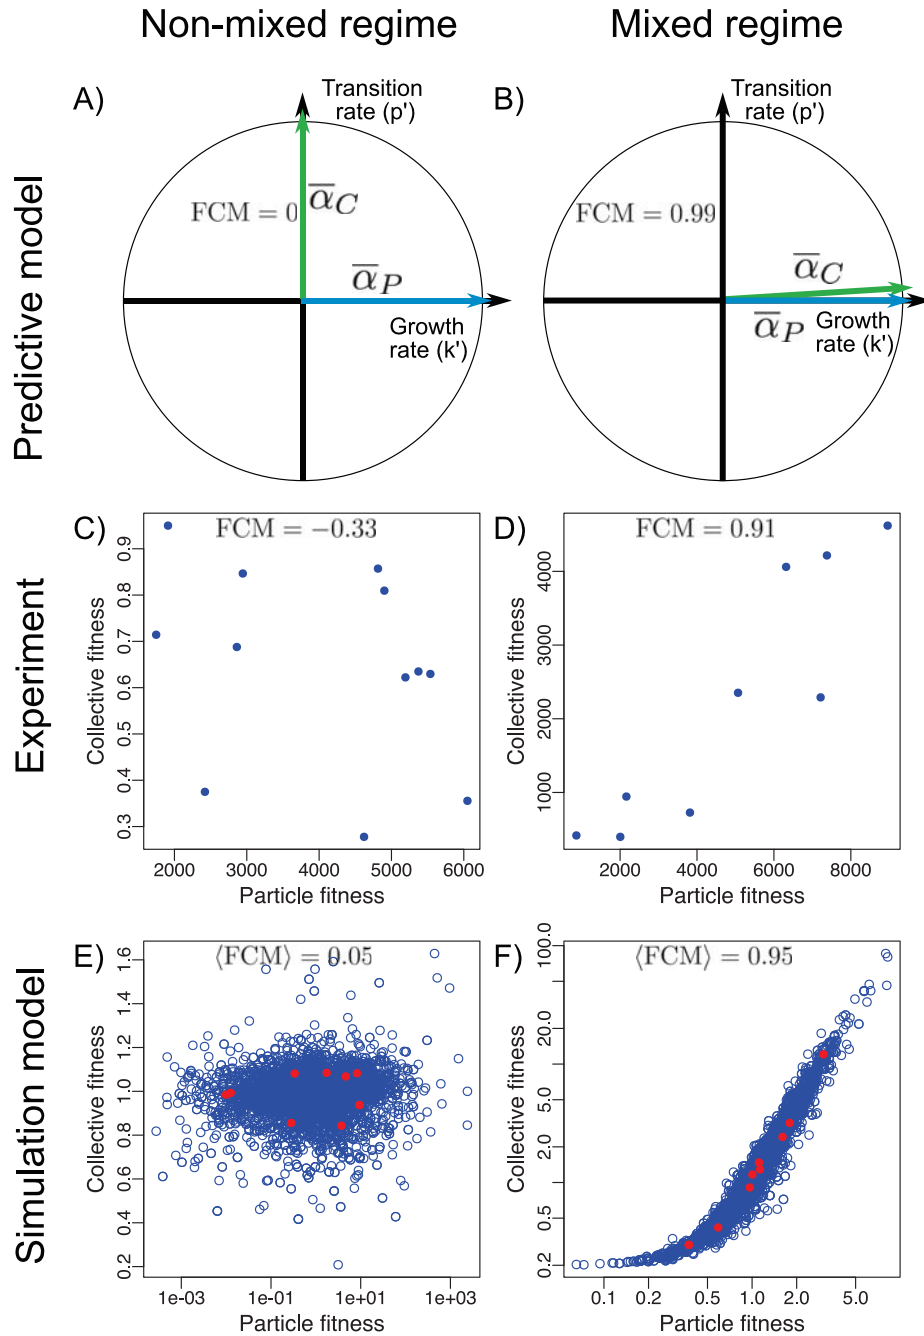 Non-mixed regime
Mixed regime
Predictive model
A)
Transition
rate (p')
FCM = 0
α̅C
α̅P
Growth
rate (k')
B)
Transition
rate (p')
FCM = 0.99
α̅C
α̅P
Growth
rate (k')
Experiment
C)
FCM = −0.33
Collective fitness
0.9
0.8
0.7
0.6
0.5
0.4
0.3
2000 3000 4000 5000 6000
Particle fitness
D)
FCM = 0.91
Collective fitness
4000
3000
2000
1000
2000 4000 6000 8000
Particle fitness
Simulation model
E)
⟨FCM⟩ = 0.05
Collective fitness
1.6
1.4
1.2
1.0
0.8
0.6
0.4
0.2
1e-03 1e-01 1e+01 1e+03
Particle fitness
F)
⟨FCM⟩ = 0.95
Collective fitness
100.0
20.0
5.0
2.0
0.5
0.2
0.1 0.2 0.5 1.0 2.0 5.0
Particle fitness